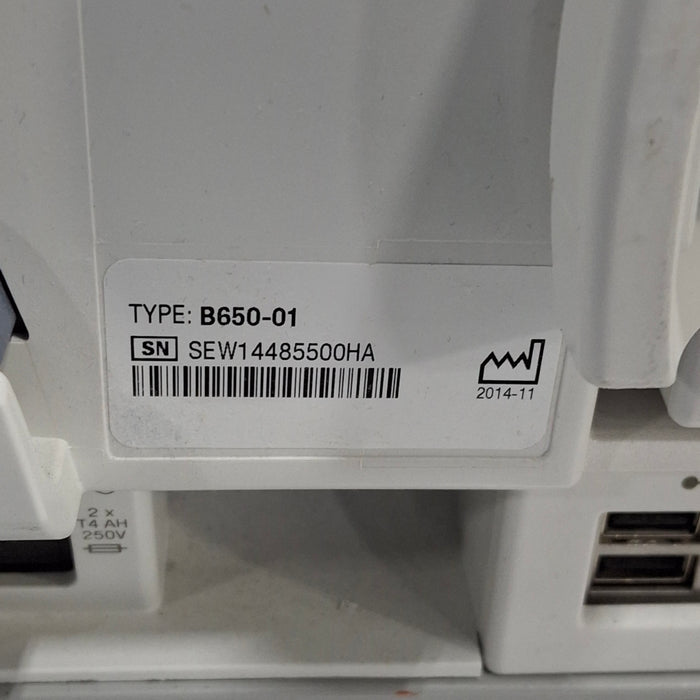 TYPE: B650-01
SN SEW14485500HA
2014-11
2 x
T4 AH
250V